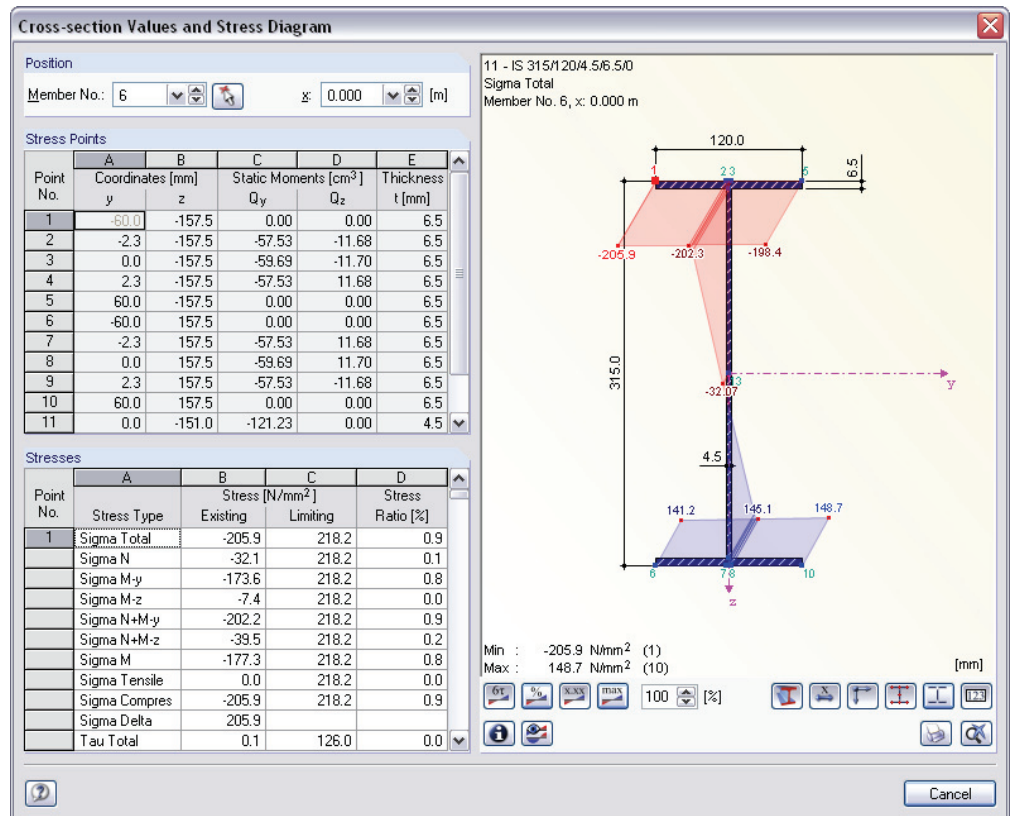 Cross-section Values and Stress Diagram
Position
Member No.: 6 x: 0.000 [m]
Stress Points
A B C D E
Point Coordinates [mm] Static Moments [cm3] Thickness
No. y z Qy Qz t [mm]
1 -60.0 -157.5 0.00 0.00 6.5
2 -2.3 -157.5 -57.53 -11.68 6.5
3 0.0 -157.5 -59.69 -11.70 6.5
4 2.3 -157.5 -57.53 11.68 6.5
5 60.0 -157.5 0.00 0.00 6.5
6 -60.0 157.5 0.00 0.00 6.5
7 -2.3 157.5 -57.53 11.68 6.5
8 0.0 157.5 -59.69 11.70 6.5
9 2.3 157.5 -57.53 -11.68 6.5
10 60.0 157.5 0.00 0.00 6.5
11 0.0 -151.0 -121.23 0.00 4.5
Stresses
A B C D
Point Stress [N/mm2] Stress
No. Stress Type Existing Limiting Ratio [%]
1 Sigma Total -205.9 218.2 0.9
Sigma N -32.1 218.2 0.1
Sigma M-y -173.6 218.2 0.8
Sigma M-z -7.4 218.2 0.0
Sigma N+M-y -202.2 218.2 0.9
Sigma N+M-z -39.5 218.2 0.2
Sigma M -177.3 218.2 0.8
Sigma Tensile 0.0 218.2 0.0
Sigma Compres -205.9 218.2 0.9
Sigma Delta 205.9
Tau Total 0.1 126.0 0.0
11 - IS 315/120/4.5/6.5/0
Sigma Total
Member No. 6, x: 0.000 m
120.0
6.5
1 2 3 5
-205.9 -202.3 -198.4
315.0
13
-32.07
y
4.5
141.2 145.1 148.7
6 7 8 10
z
Min : -205.9 N/mm2 (1)
Max : 148.7 N/mm2 (10) [mm]
στ % x.xx max 100 [%] x 123
Cancel